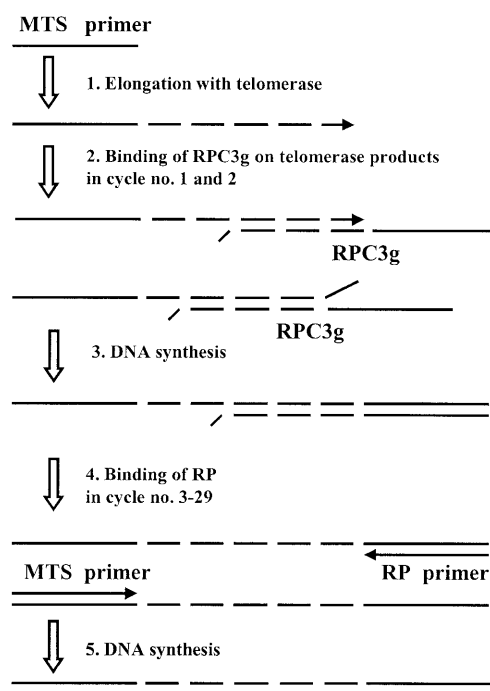 MTS primer
1. Elongation with telomerase
2. Binding of RPC3g on telomerase products
in cycle no. 1 and 2
RPC3g
RPC3g
3. DNA synthesis
4. Binding of RP
in cycle no. 3-29
MTS primer
RP primer
5. DNA synthesis